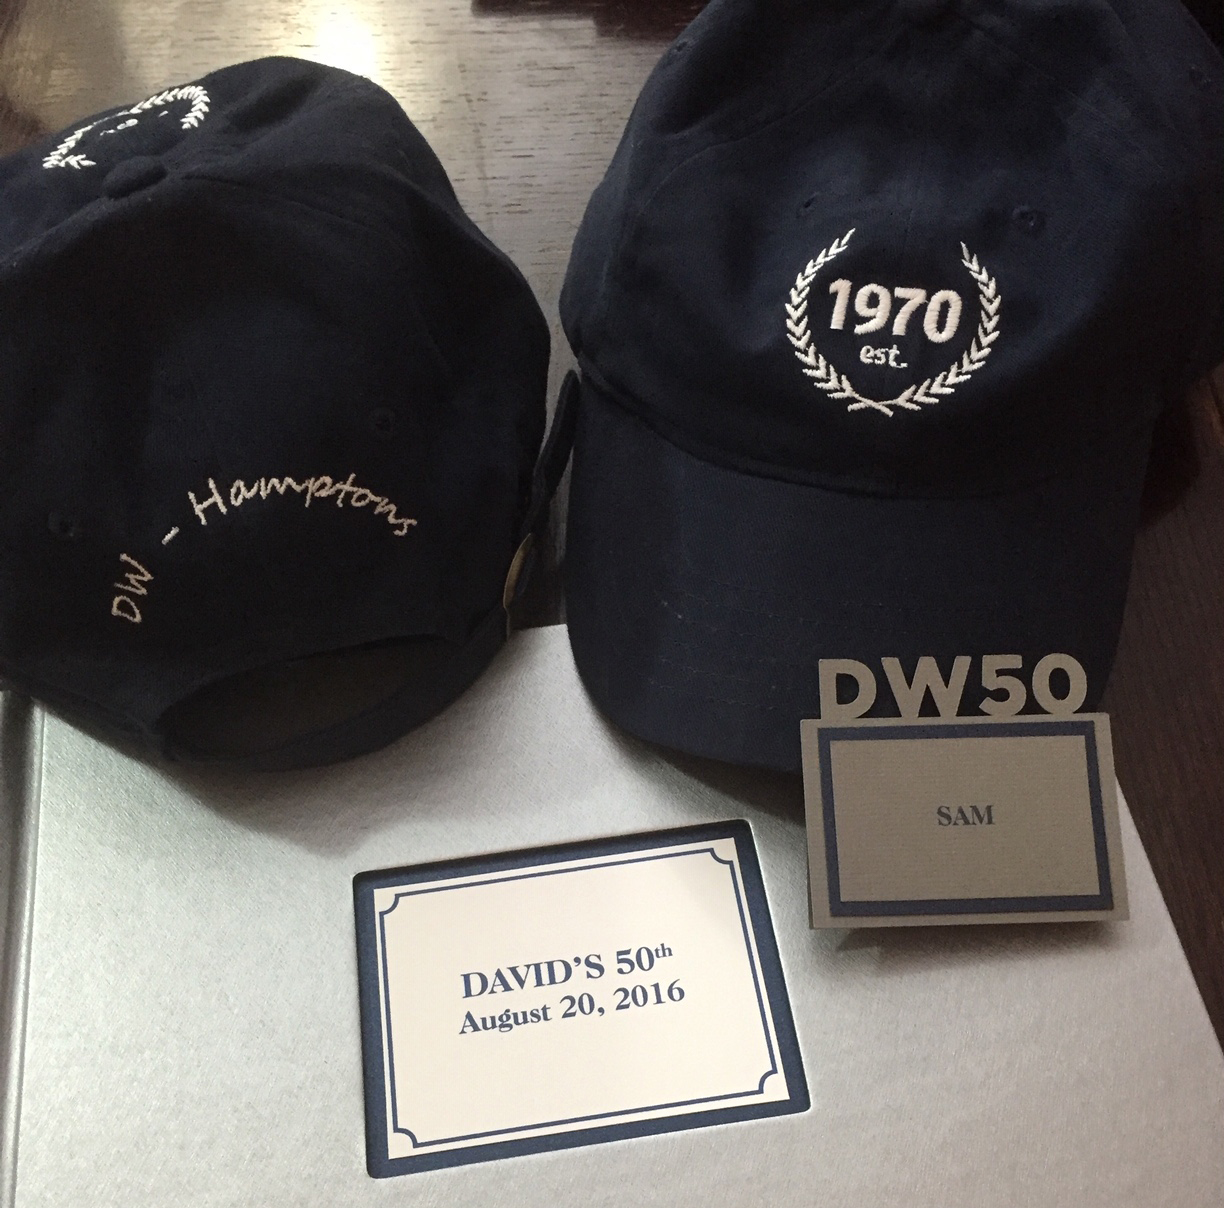 1970
est.
DW - Hamptons
DW50
SAM
DAVID'S 50th
August 20, 2016